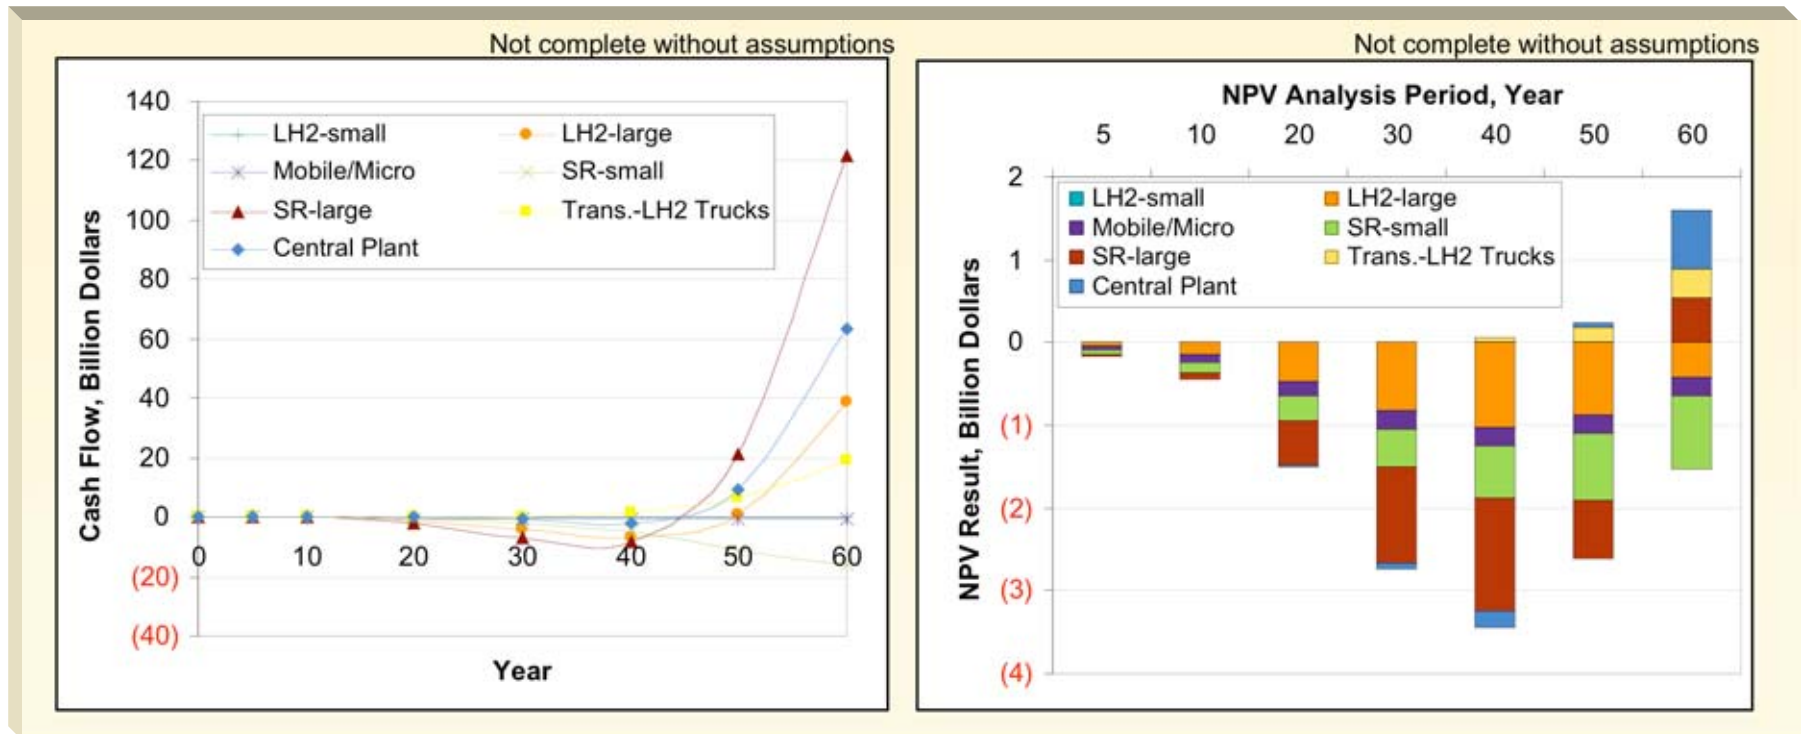 Not complete without assumptions
140
120
100
80
60
40
20
0
(20)
(40)
Cash Flow, Billion Dollars
LH2-small
LH2-large
Mobile/Micro
SR-small
SR-large
Trans.-LH2 Trucks
Central Plant
0 10 20 30 40 50 60
Year
Not complete without assumptions
NPV Analysis Period, Year
5 10 20 30 40 50 60
2
1
0
(1)
(2)
(3)
(4)
NPV Result, Billion Dollars
LH2-small
LH2-large
Mobile/Micro
SR-small
SR-large
Trans.-LH2 Trucks
Central Plant